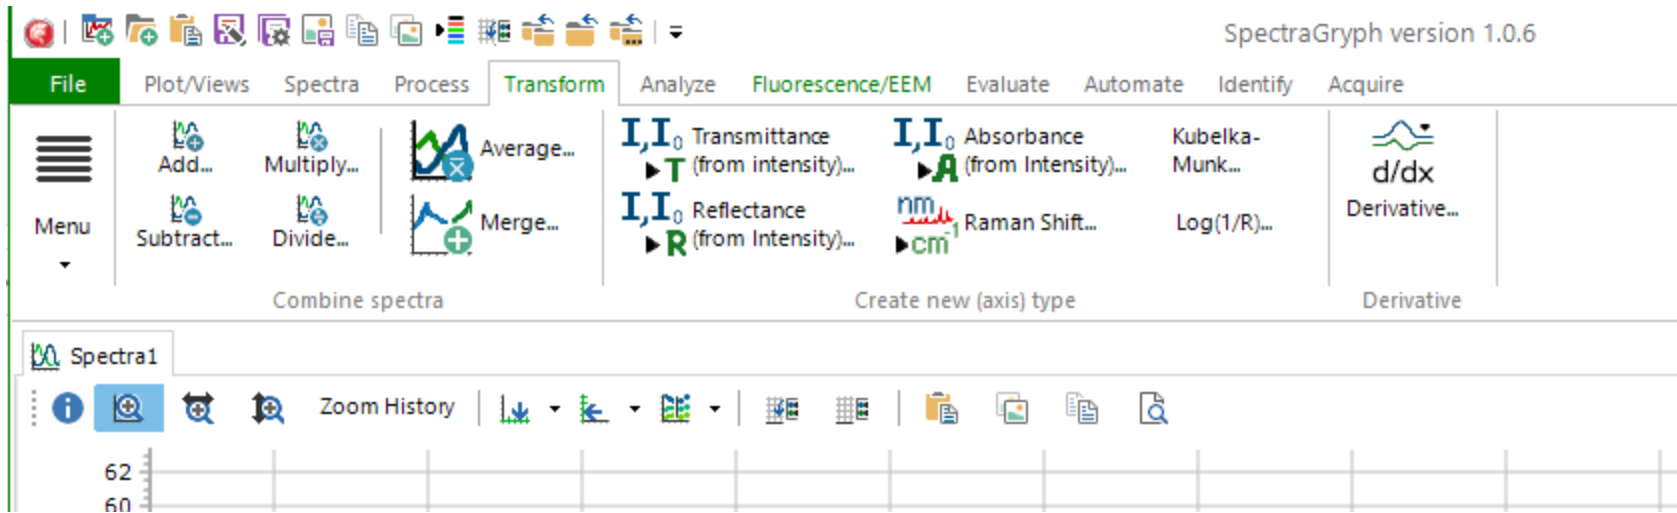 SpectraGryph version 1.0.6
File Plot/Views Spectra Process Transform Analyze Fluorescence/EEM Evaluate Automate Identify Acquire
Menu
Add...
Multiply...
Subtract...
Divide...
Average...
Merge...
Combine spectra
I,I0 T
Transmittance
(from intensity)...
I,I0 R
Reflectance
(from Intensity)...
I,I0 A
Absorbance
(from Intensity)...
nm cm-1
Raman Shift...
Kubelka-
Munk...
Log(1/R)...
Create new (axis) type
d/dx
Derivative...
Derivative
Spectra1
Zoom History
62
60